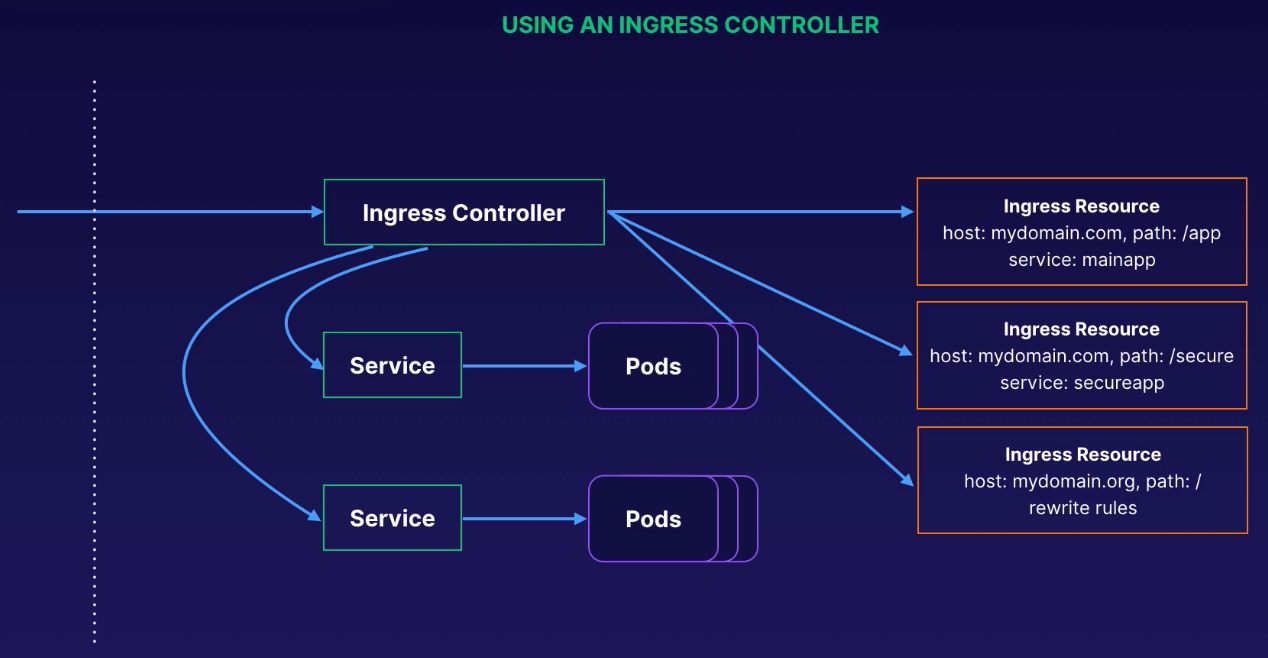 USING AN INGRESS CONTROLLER
Ingress Controller
Ingress Resource
host: mydomain.com, path: /app
service: mainapp
Ingress Resource
host: mydomain.com, path: /secure
service: secureapp
Service
Pods
Ingress Resource
host: mydomain.org, path: /
rewrite rules
Service
Pods